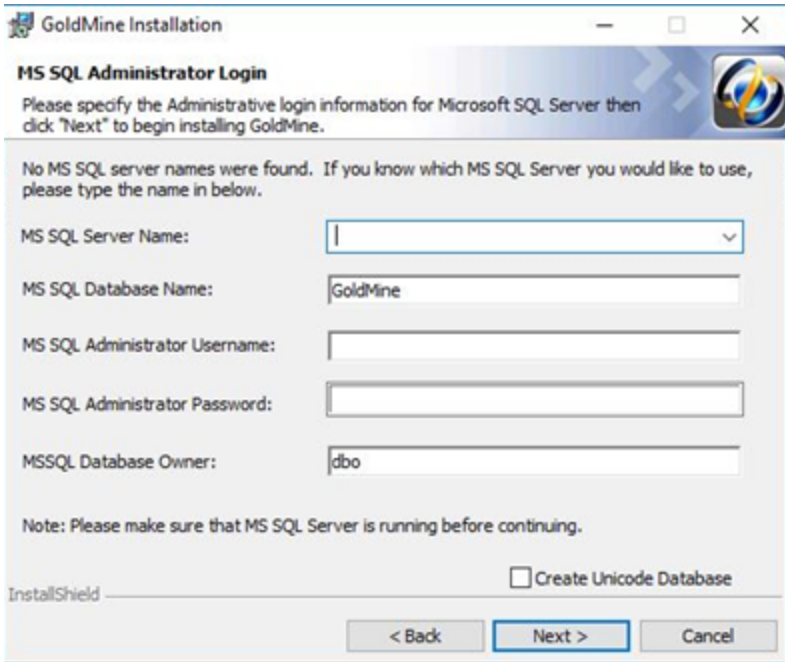 GoldMine Installation
MS SQL Administrator Login
Please specify the Administrative login information for Microsoft SQL Server then
click "Next" to begin installing GoldMine.
No MS SQL server names were found. If you know which MS SQL Server you would like to use,
please type the name in below.
MS SQL Server Name:
MS SQL Database Name: GoldMine
MS SQL Administrator Username:
MS SQL Administrator Password:
MSSQL Database Owner: dbo
Note: Please make sure that MS SQL Server is running before continuing.
Create Unicode Database
InstallShield
< Back Next > Cancel